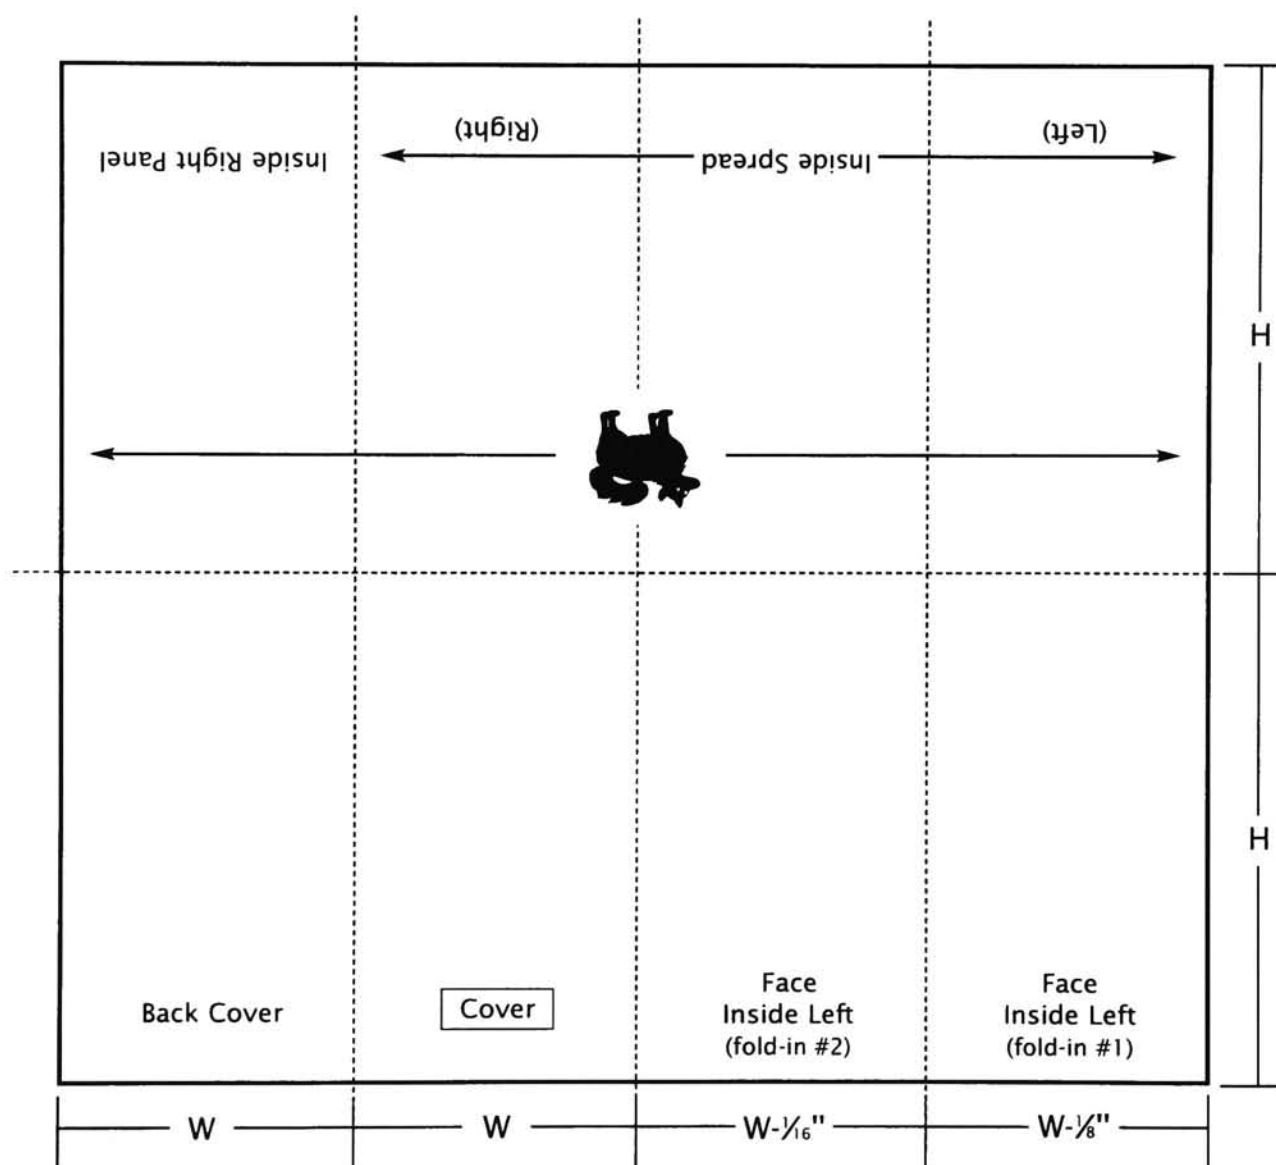 (Right)
(Left)
Inside Right Panel
Inside Spread
H
H
Back Cover
Cover
Face
Inside Left
(fold-in #2)
Face
Inside Left
(fold-in #1)
W
W
W-1/16"
W-1/8"